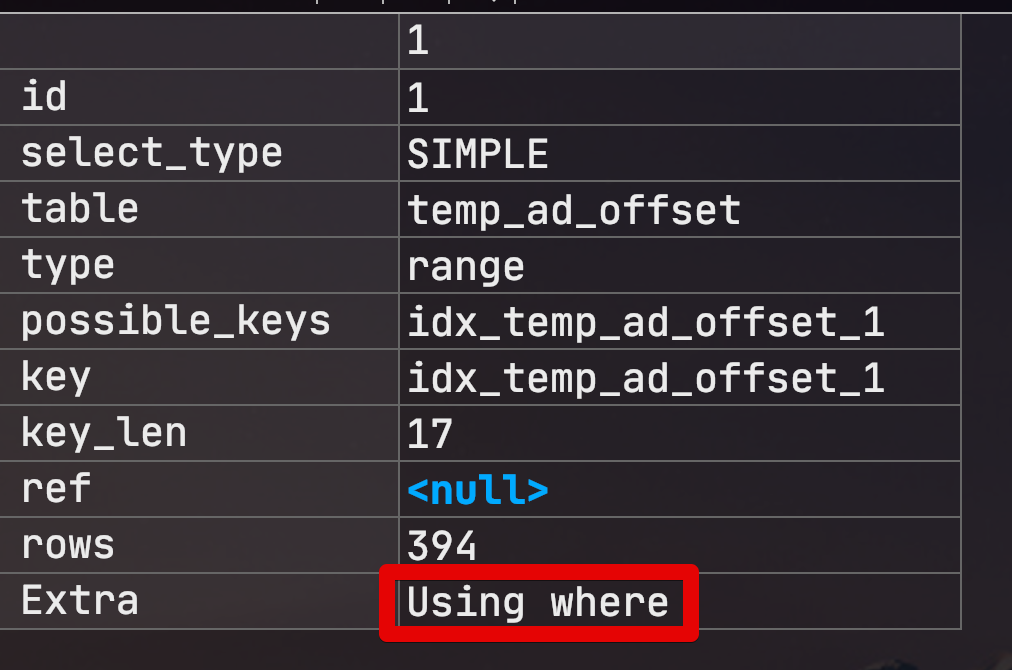 1
id 1
select_type SIMPLE
table temp_ad_offset
type range
possible_keys idx_temp_ad_offset_1
key idx_temp_ad_offset_1
key_len 17
ref <null>
rows 394
Extra Using where